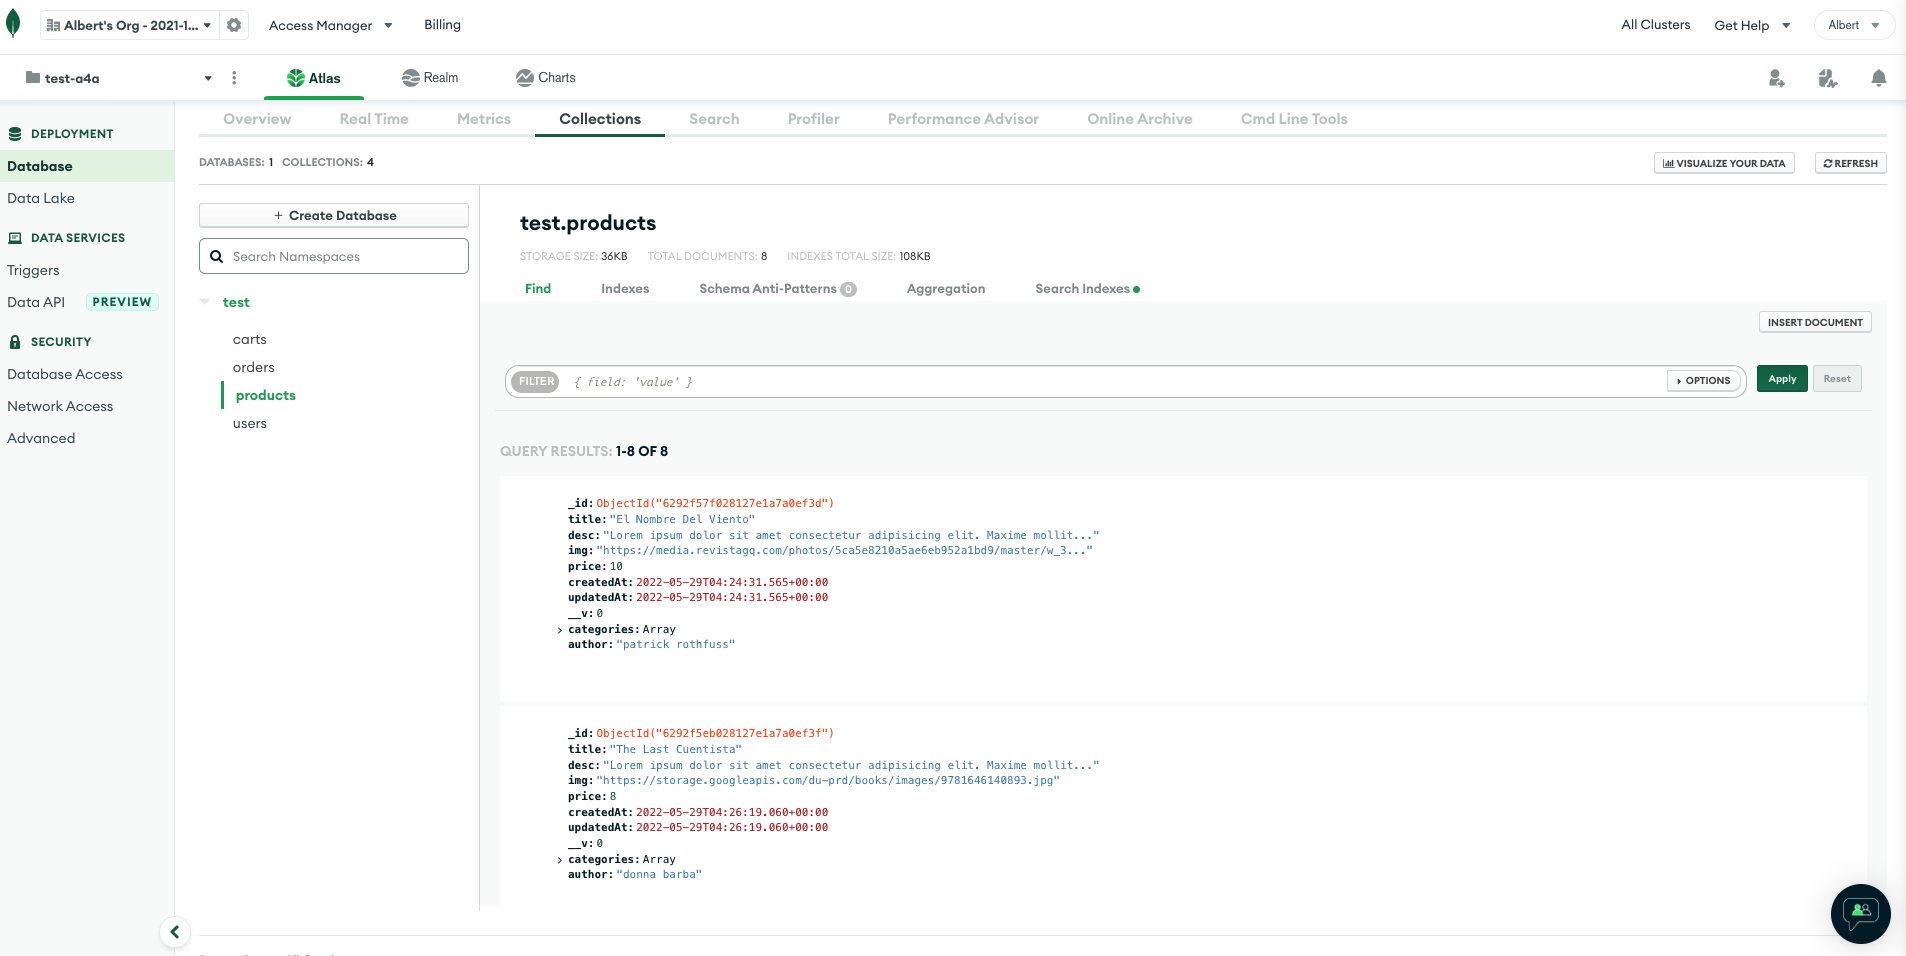 Albert's Org - 2021-1...
Access Manager
Billing
All Clusters
Get Help
Albert
test-a4a
Atlas
Realm
Charts
DEPLOYMENT
Database
Data Lake
DATA SERVICES
Triggers
Data API PREVIEW
SECURITY
Database Access
Network Access
Advanced
Overview Real Time Metrics Collections Search Profiler Performance Advisor Online Archive Cmd Line Tools
DATABASES: 1 COLLECTIONS: 4
VISUALIZE YOUR DATA
REFRESH
+ Create Database
Search Namespaces
test
carts
orders
products
users
test.products
STORAGE SIZE: 36KB TOTAL DOCUMENTS: 8 INDEXES TOTAL SIZE: 108KB
Find Indexes Schema Anti-Patterns 0 Aggregation Search Indexes
INSERT DOCUMENT
FILTER { field: 'value' }
OPTIONS
Apply
Reset
QUERY RESULTS: 1-8 OF 8
_id: ObjectId("6292f57f028127e1a7a0ef3d")
title: "El Nombre Del Viento"
desc: "Lorem ipsum dolor sit amet consectetur adipisicing elit. Maxime mollit..."
img: "https://media.revistagq.com/photos/5ca5e8210a5ae6eb952a1bd9/master/w_3..."
price: 10
createdAt: 2022-05-29T04:24:31.565+00:00
updatedAt: 2022-05-29T04:24:31.565+00:00
__v: 0
categories: Array
author: "patrick rothfuss"
_id: ObjectId("6292f5eb028127e1a7a0ef3f")
title: "The Last Cuentista"
desc: "Lorem ipsum dolor sit amet consectetur adipisicing elit. Maxime mollit..."
img: "https://storage.googleapis.com/du-prd/books/images/9781646140893.jpg"
price: 8
createdAt: 2022-05-29T04:26:19.060+00:00
updatedAt: 2022-05-29T04:26:19.060+00:00
__v: 0
categories: Array
author: "donna barba"